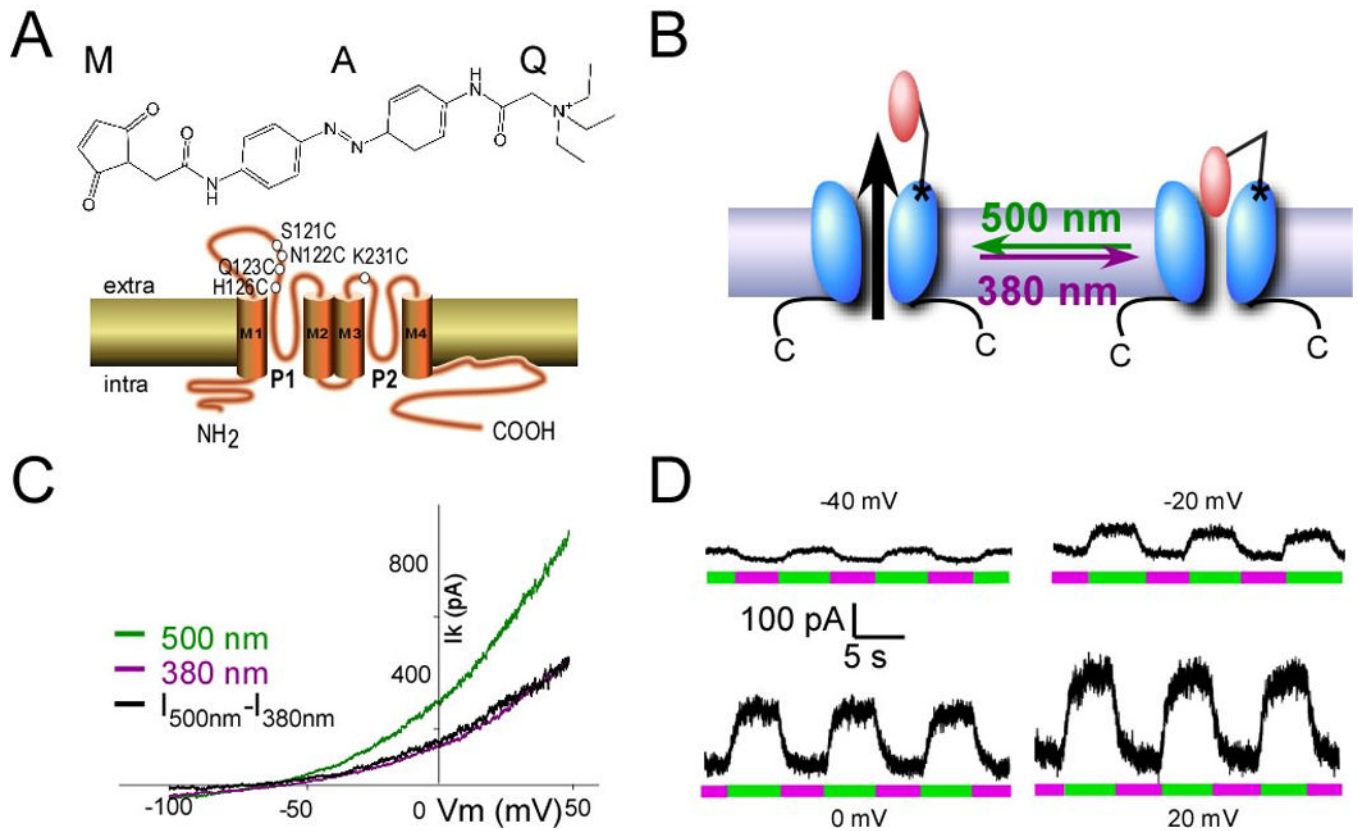 A
M A Q
O
O
O
N
H
N
N
H
N
O
N+
I
S121C
N122C
Q123C
K231C
H126C
extra
intra
M1
M2
M3
M4
P1
P2
NH2
COOH
B
*
*
500 nm
380 nm
C
C
C
C
C
800
400
Ik (pA)
500 nm
380 nm
I500nm-I380nm
-100
-50
0
Vm (mV)
50
D
-40 mV
-20 mV
100 pA
5 s
0 mV
20 mV